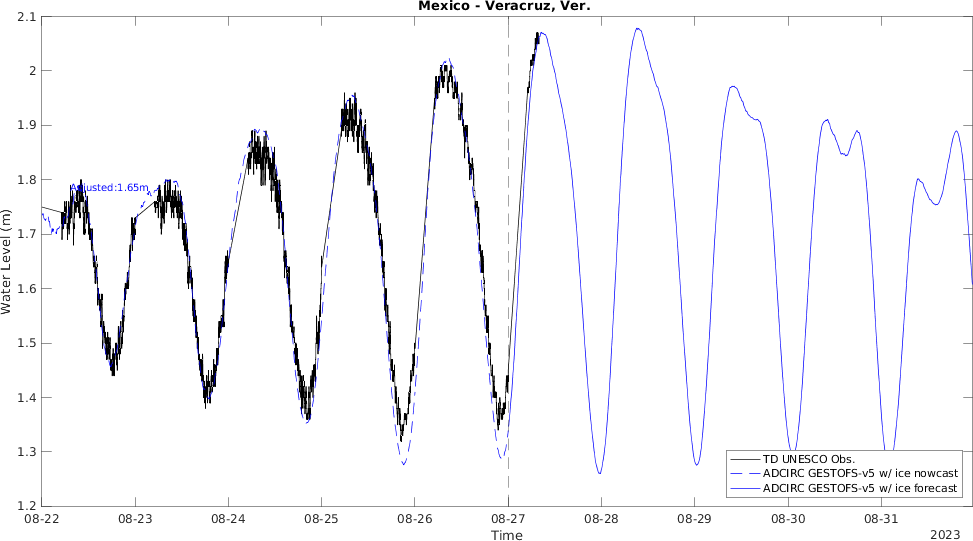 Mexico - Veracruz, Ver.
2.1
2
1.9
1.8
1.7
1.6
1.5
1.4
1.3
1.2
Water Level (m)
Adjusted:1.65m
TD UNESCO Obs.
ADCIRC GESTOFS-v5 w/ ice nowcast
ADCIRC GESTOFS-v5 w/ ice forecast
08-22 08-23 08-24 08-25 08-26 08-27 08-28 08-29 08-30 08-31
Time
2023